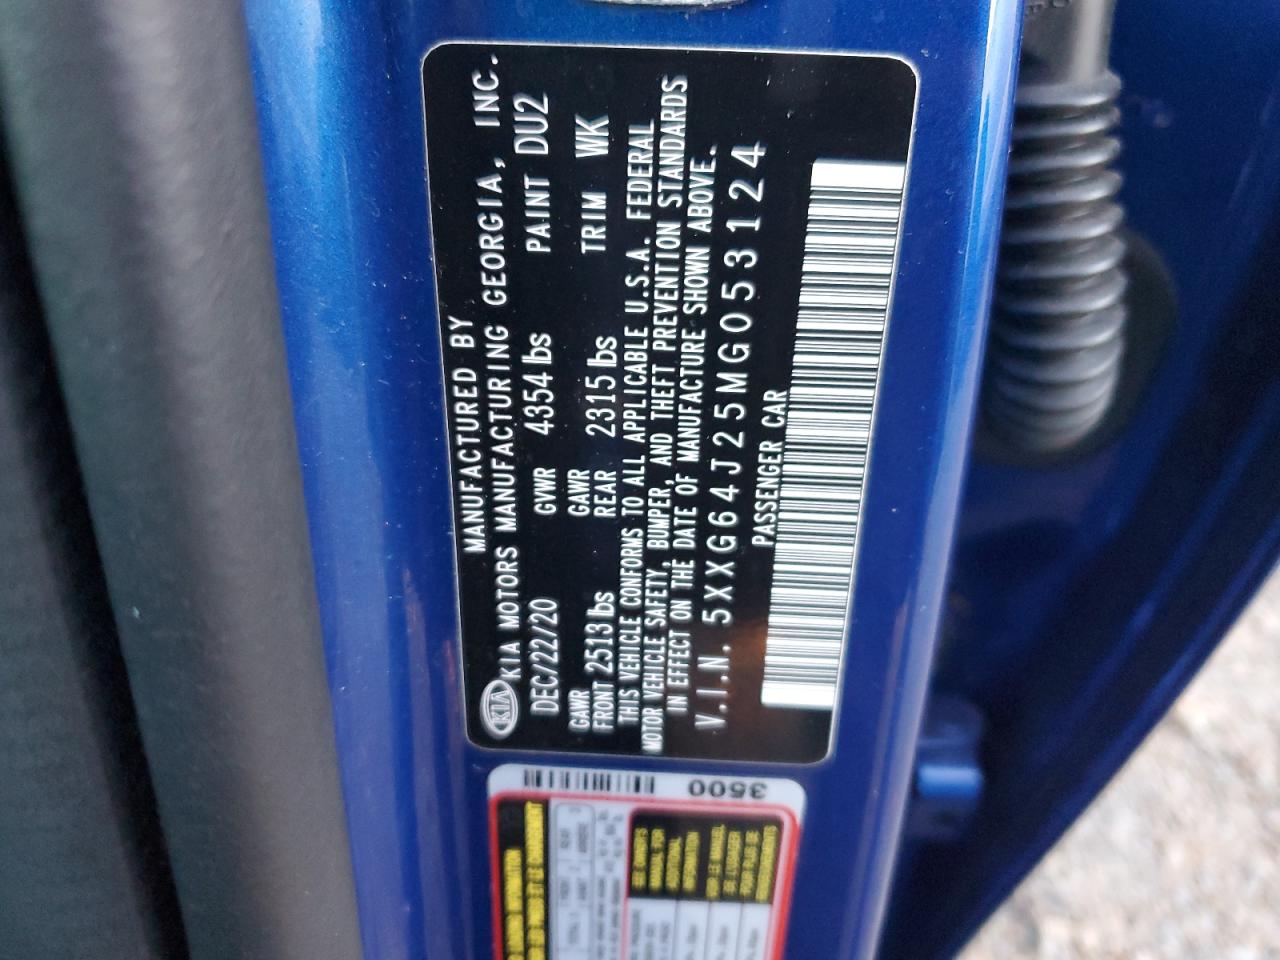 MANUFACTURED BY
KIA KIA MOTORS MANUFACTURING GEORGIA, INC.
DEC/22/20 GVWR 4354 lbs PAINT DU2
GAWR FRONT 2513 lbs GAWR REAR 2315 lbs TRIM WK
THIS VEHICLE CONFORMS TO ALL APPLICABLE U.S.A. FEDERAL
MOTOR VEHICLE SAFETY, BUMPER, AND THEFT PREVENTION STANDARDS
IN EFFECT ON THE DATE OF MANUFACTURE SHOWN ABOVE.
V.I.N. 5XXG64J25MG053124
PASSENGER CAR
3500